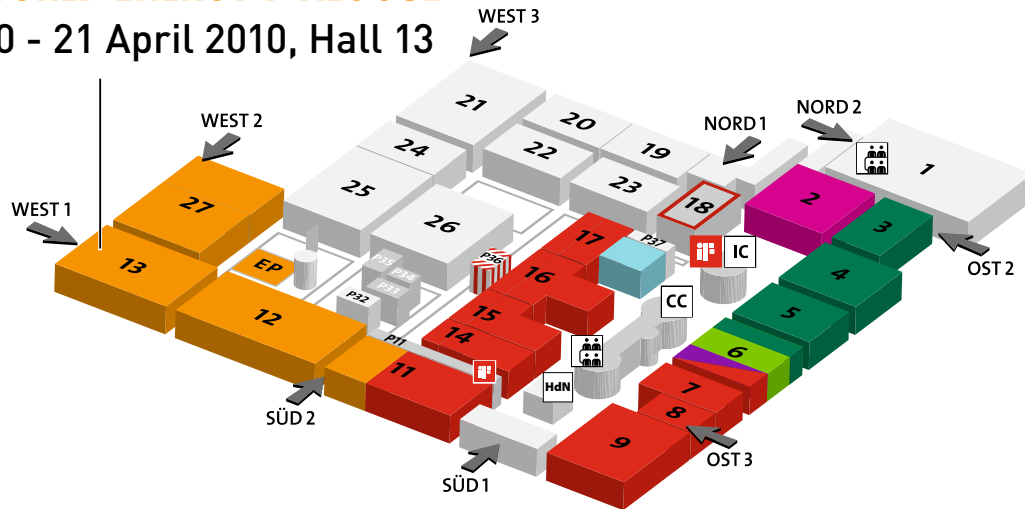 0 - 21 April 2010, Hall 13
WEST 3
NORD 2
WEST 2
NORD 1
WEST 1
OST 2
21
20
19
1
24
22
23
18
2
3
27
25
26
17
P37
IC
13
EP
P35
P34
P33
P36
16
4
P32
CC
12
15
5
P11
14
6
11
HdN
7
8
9
SÜD 2
OST 3
SÜD 1